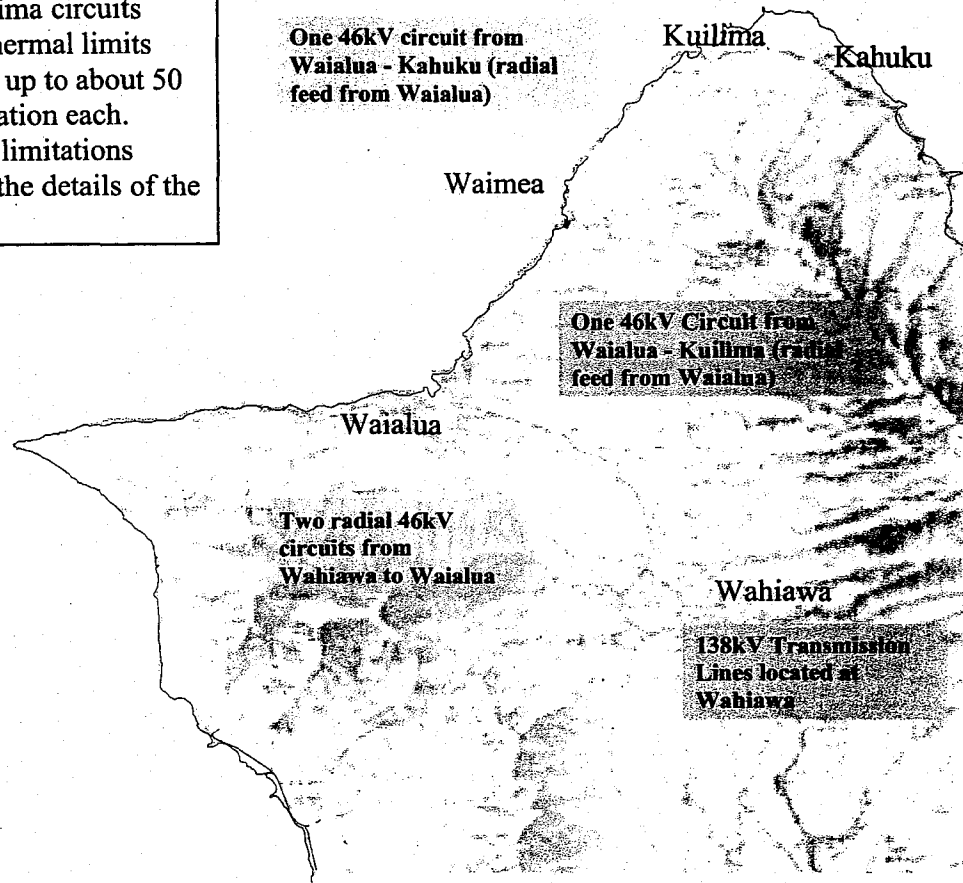 ima circuits
hermal limits
up to about 50
ation each.
limitations
the details of the
One 46kV circuit from
Waialua - Kahuku (radial
feed from Waialua)
Kuilima
Kahuku
Waimea
One 46kV Circuit from
Waialua - Kuilima (radial
feed from Waialua)
Waialua
Two radial 46kV
circuits from
Wahiawa to Waialua
Wahiawa
138kV Transmission
Lines located at
Wahiawa